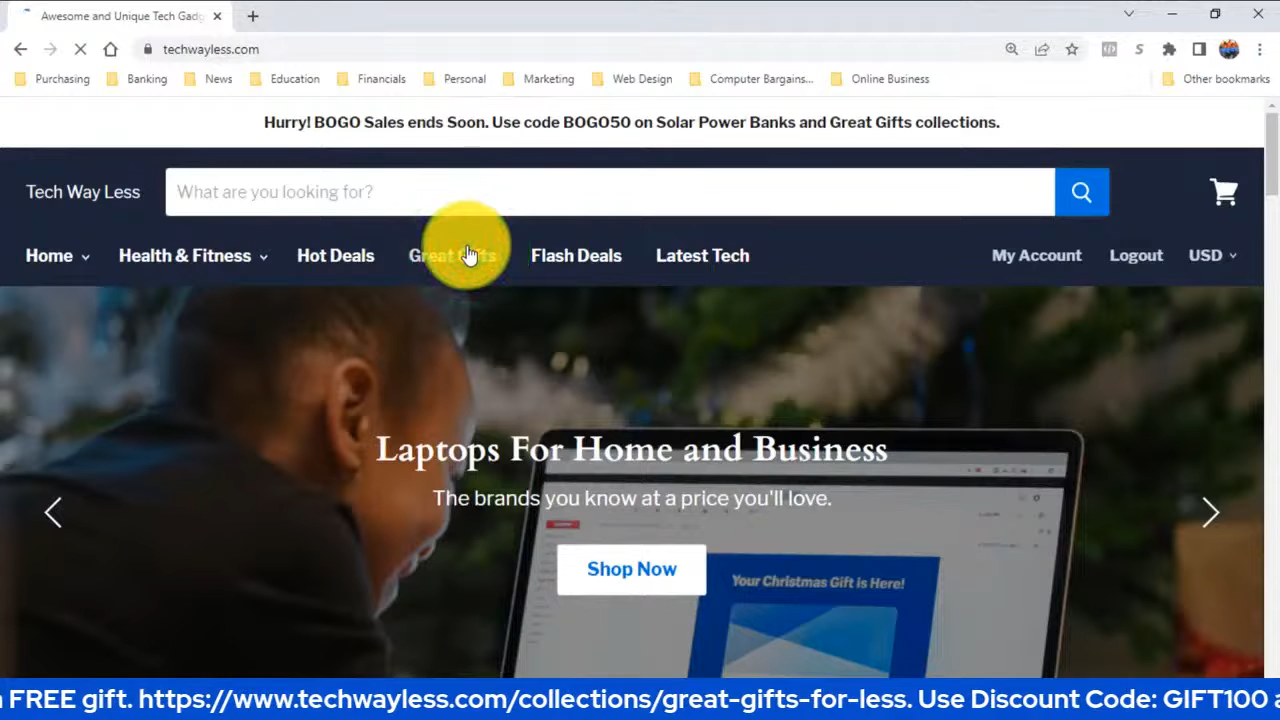 Awesome and Unique Tech Gadg
techwayless.com
Purchasing Banking News Education Financials Personal Marketing Web Design Computer Bargains... Online Business Other bookmarks
Hurry! BOGO Sales ends Soon. Use code BOGO50 on Solar Power Banks and Great Gifts collections.
Tech Way Less What are you looking for?
Home Health & Fitness Hot Deals Great Gifts Flash Deals Latest Tech My Account Logout USD
Laptops For Home and Business
The brands you know at a price you'll love.
Shop Now
Your Christmas Gift is Here!
FREE gift. https://www.techwayless.com/collections/great-gifts-for-less. Use Discount Code: GIFT100